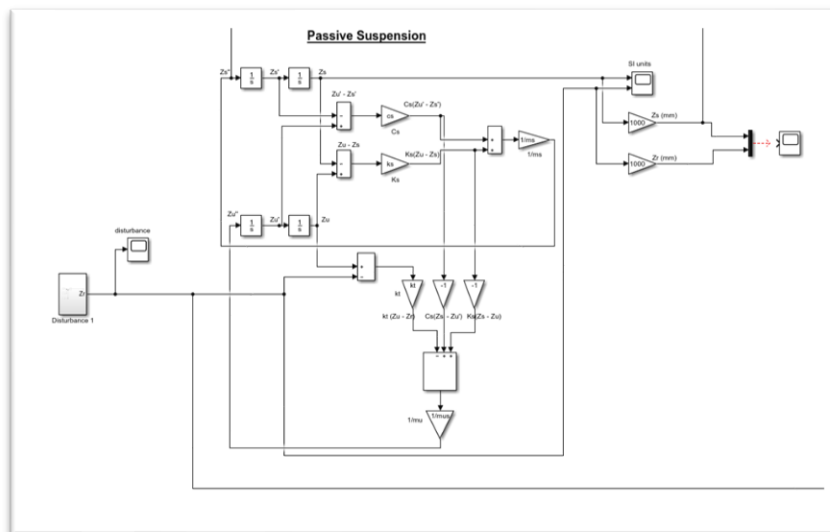 Passive Suspension
Zs''
1
s
Zs'
1
s
Zs
SI units
Zu' - Zs'
Cs(Zu' - Zs')
cs
Cs
1000
Zs (mm)
Zu - Zs
1/ms
1/ms
ks
Ks(Zu - Zs)
Ks
1000
Zr (mm)
Zu''
1
s
Zu'
1
s
Zu
disturbance
Zr
Disturbance 1
kt
kt
-1
-1
kt (Zu - Zr)
Cs(Zs' - Zu')
Ks(Zs - Zu)
1/mu
1/mus